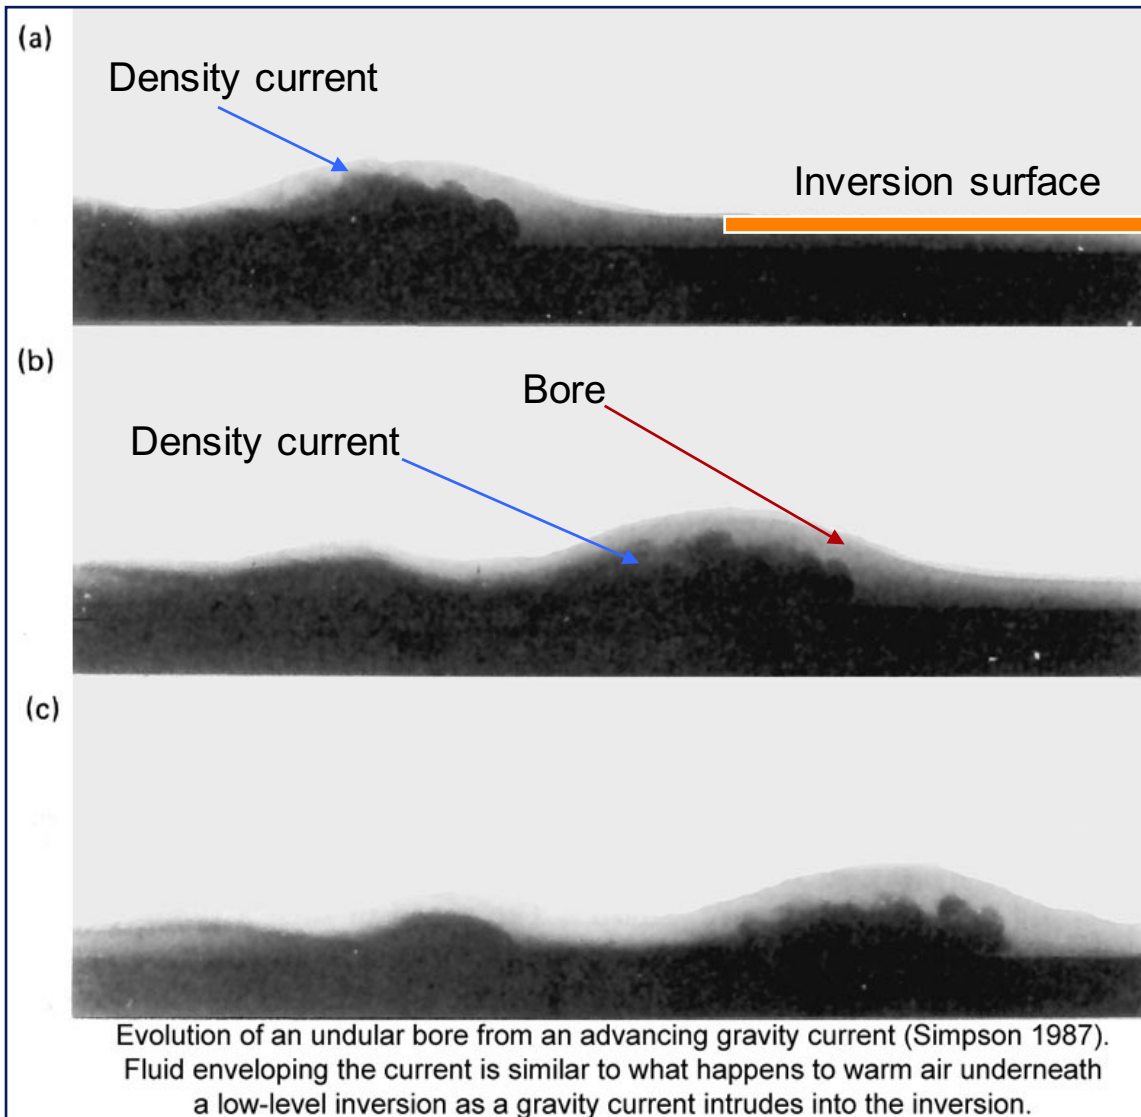 (a)
Density current
Inversion surface
(b)
Bore
Density current
(c)
Evolution of an undular bore from an advancing gravity current (Simpson 1987).
Fluid enveloping the current is similar to what happens to warm air underneath
a low-level inversion as a gravity current intrudes into the inversion.